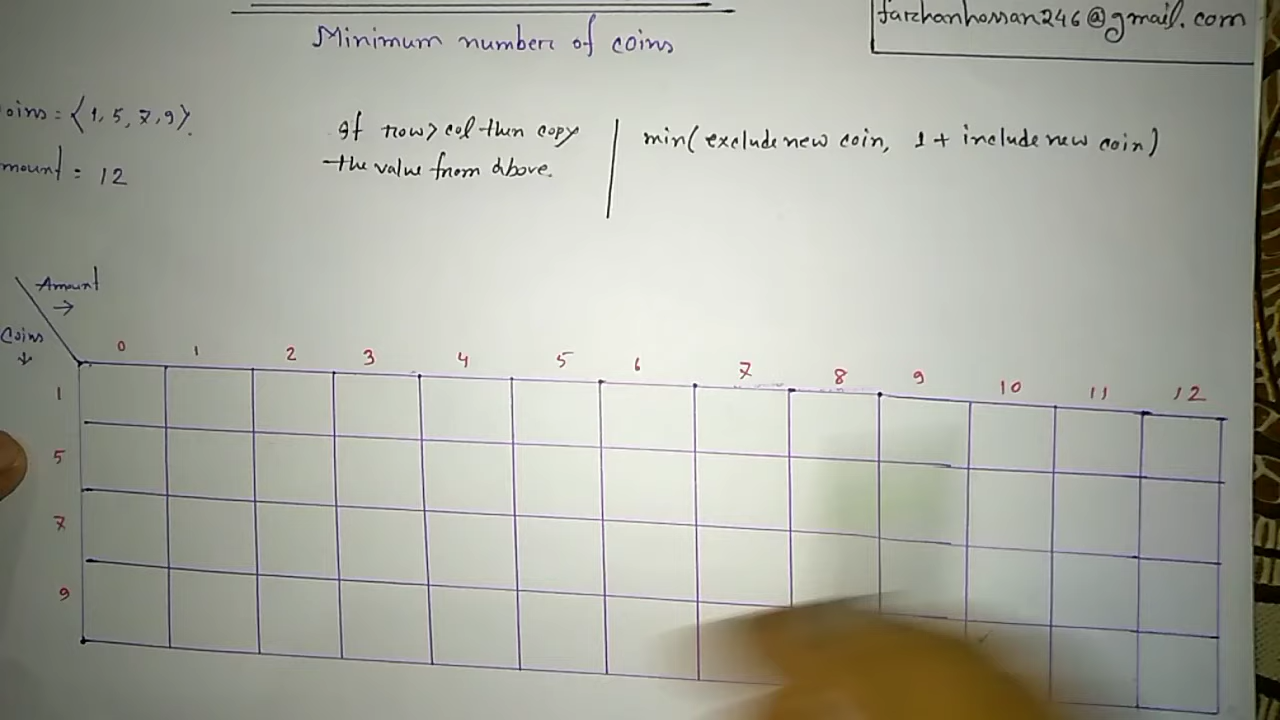 farzhanhossan246@gmail.com
Minimum number of coins
oins = {1, 5, 7, 9}.
mount = 12
If row > col then copy
the value from above.
min( exclude new coin, 1 + include new coin)
Amount
→
Coins
↓
0 1 2 3 4 5 6 7 8 9 10 11 12
1
5
7
9